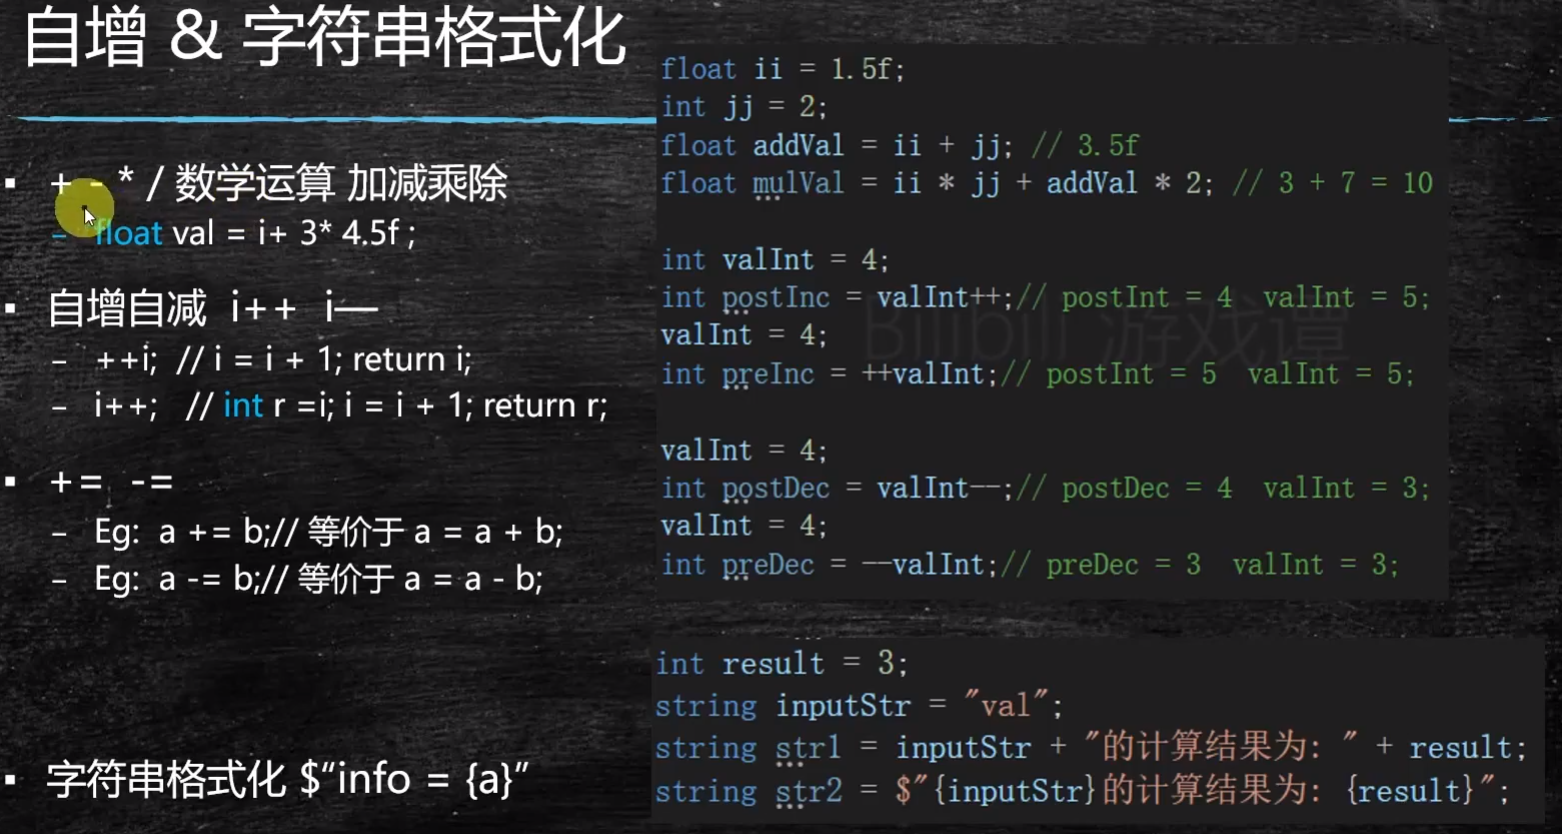 自增 & 字符串格式化
▪ + - * / 数学运算 加减乘除
– float val = i+ 3* 4.5f ;
▪ 自增自减 i++ i—
– ++i; // i = i + 1; return i;
– i++; // int r =i; i = i + 1; return r;
▪ += -=
– Eg: a += b;// 等价于 a = a + b;
– Eg: a -= b;// 等价于 a = a - b;
▪ 字符串格式化 $“info = {a}”
float ii = 1.5f;
int jj = 2;
float addVal = ii + jj; // 3.5f
float mulVal = ii * jj + addVal * 2; // 3 + 7 = 10
int valInt = 4;
int postInc = valInt++;// postInt = 4 valInt = 5;
valInt = 4;
int preInc = ++valInt;// postInt = 5 valInt = 5;
valInt = 4;
int postDec = valInt--;// postDec = 4 valInt = 3;
valInt = 4;
int preDec = --valInt;// preDec = 3 valInt = 3;
Bilibili 游戏谭
int result = 3;
string inputStr = "val";
string str1 = inputStr + "的计算结果为: " + result;
string str2 = $"{inputStr}的计算结果为: {result}";